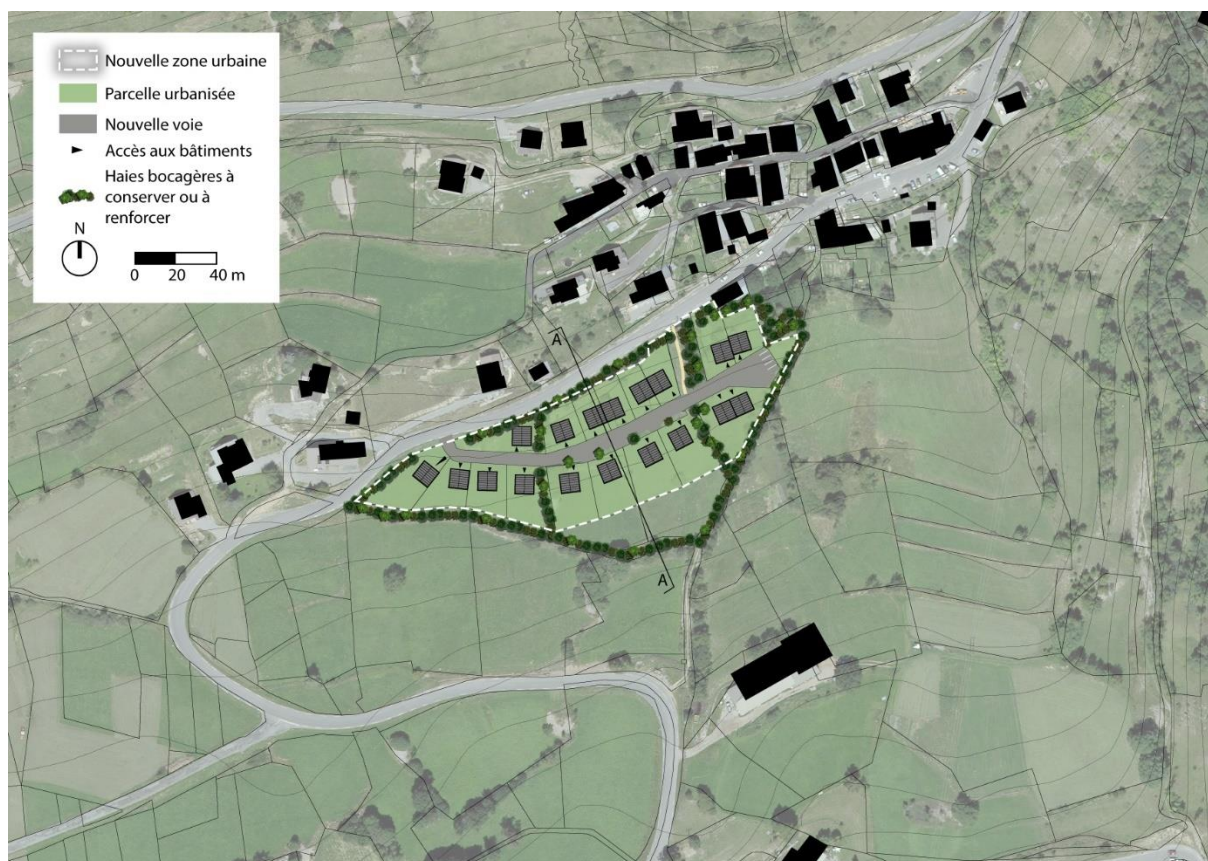 Nouvelle zone urbaine
Parcelle urbanisée
Nouvelle voie
Accès aux bâtiments
Haies bocagères à
conserver ou à
renforcer
N
0 20 40 m
A
A